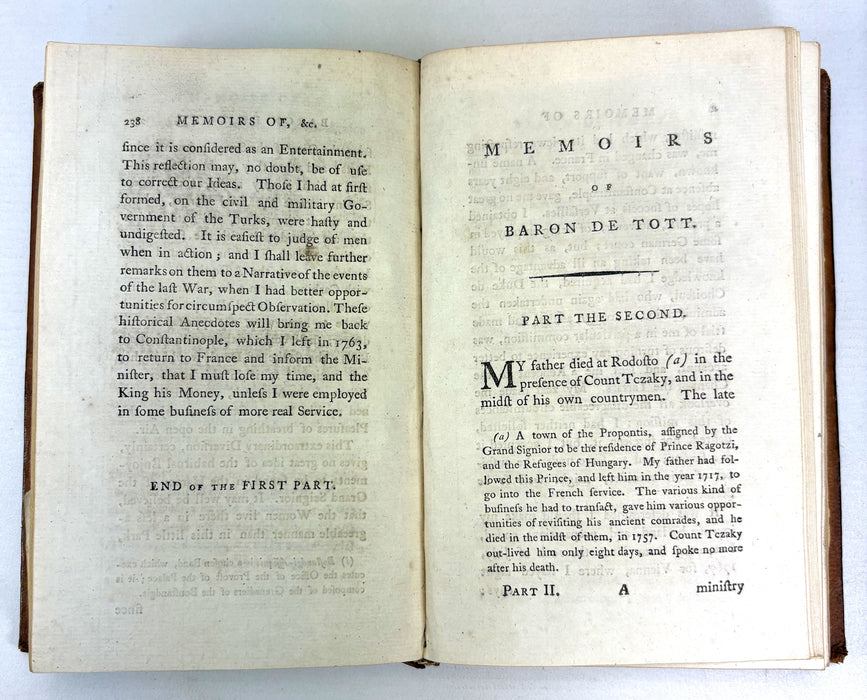 238 MEMOIRS OF, &c.
ſince it is conſidered as an Entertainment.
This reflection may, no doubt, be of uſe
to correct our Ideas. Thoſe I had at firſt
formed, on the civil and military Go-
vernment of the Turks, were haſty and
undigeſted. It is eaſieſt to judge of men
when in action; and I ſhall leave further
remarks on them to a Narrative of the events
of the laſt War, when I had better oppor-
tunities for circumſpect Obſervation. Theſe
hiſtorical Anecdotes will bring me back
to Conſtantinople, which I left in 1763,
to return to France and inform the Mi-
niſter, that I muſt loſe my time, and the
King his Money, unleſs I were employed
in ſome buſineſs of more real Service.
END OF THE FIRST PART.
MEMOIRS
OF
BARON DE TOTT.
PART THE SECOND.
MY father died at Rodoſto (a) in the
preſence of Count Tczaky, and in the
midſt of his own countrymen. The late
(a) A town of the Propontis, aſſigned by the
Grand Signior to be the reſidence of Prince Ragotzi,
and the Refugees of Hungary. My father had fol-
lowed this Prince, and left him in the year 1717, to
go into the French ſervice. The various kind of
buſineſs he had to tranſact, gave him various oppor-
tunities of reviſiting his ancient comrades, and he
died in the midſt of them, in 1757. Count Tczaky
out-lived him only eight days, and ſpoke no more
after his death.
PART II. A miniſtry